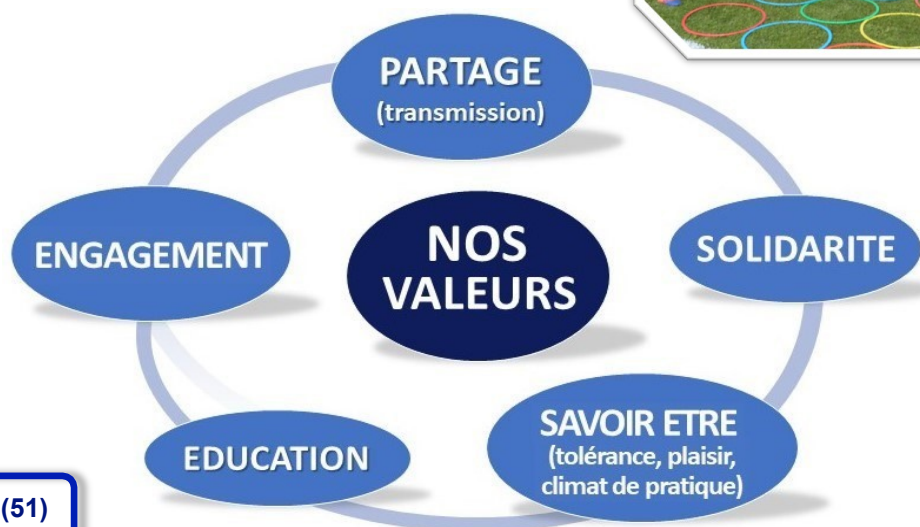 PARTAGE
(transmission)
ENGAGEMENT
NOS
VALEURS
SOLIDARITE
EDUCATION
SAVOIR ETRE
(tolérance, plaisir,
climat de pratique)
(51)